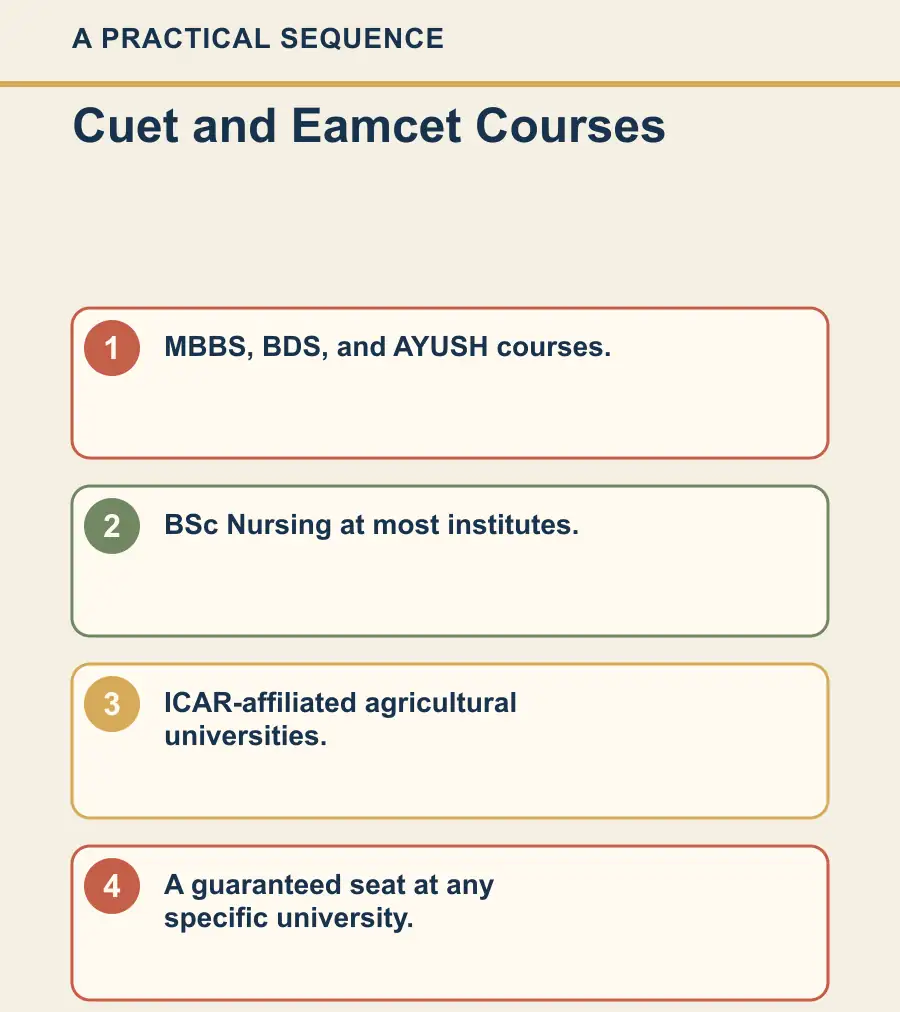 A PRACTICAL SEQUENCE
Cuet and Eamcet Courses
1
MBBS, BDS, and AYUSH courses.
2
BSc Nursing at most institutes.
3
ICAR-affiliated agricultural
universities.
4
A guaranteed seat at any
specific university.